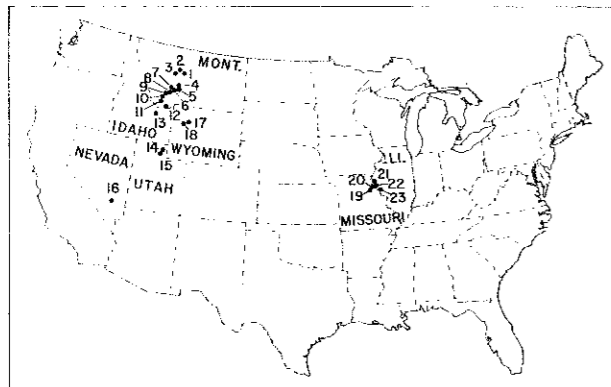 2
7 3 1 MONT.
8 4
9 5
10 6
11 12 17
13 18
IDAHO
14 WYOMING
NEVADA 15
UTAH
16
ILL.
21
20 22
19 23
MISSOURI